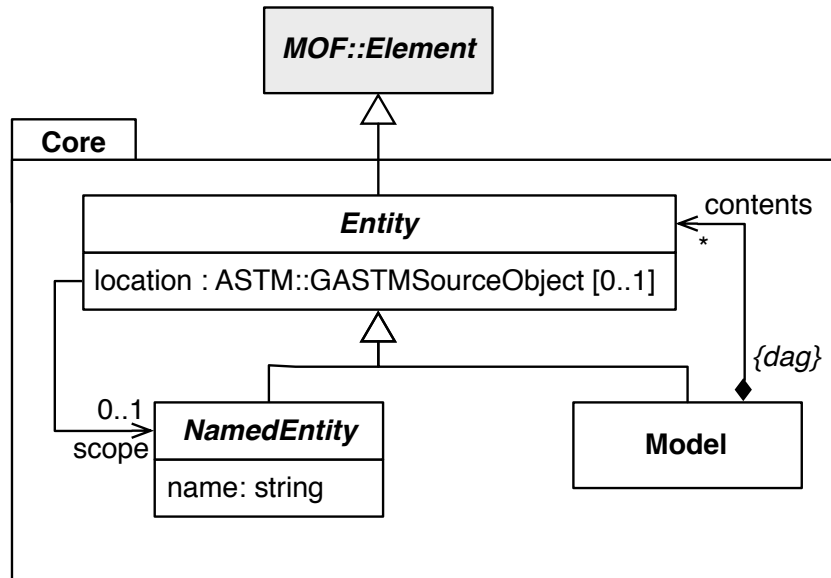 MOF::Element
Core
Entity
contents
*
location : ASTM::GASTMSourceObject [0..1]
{dag}
0..1
scope
NamedEntity
Model
name: string